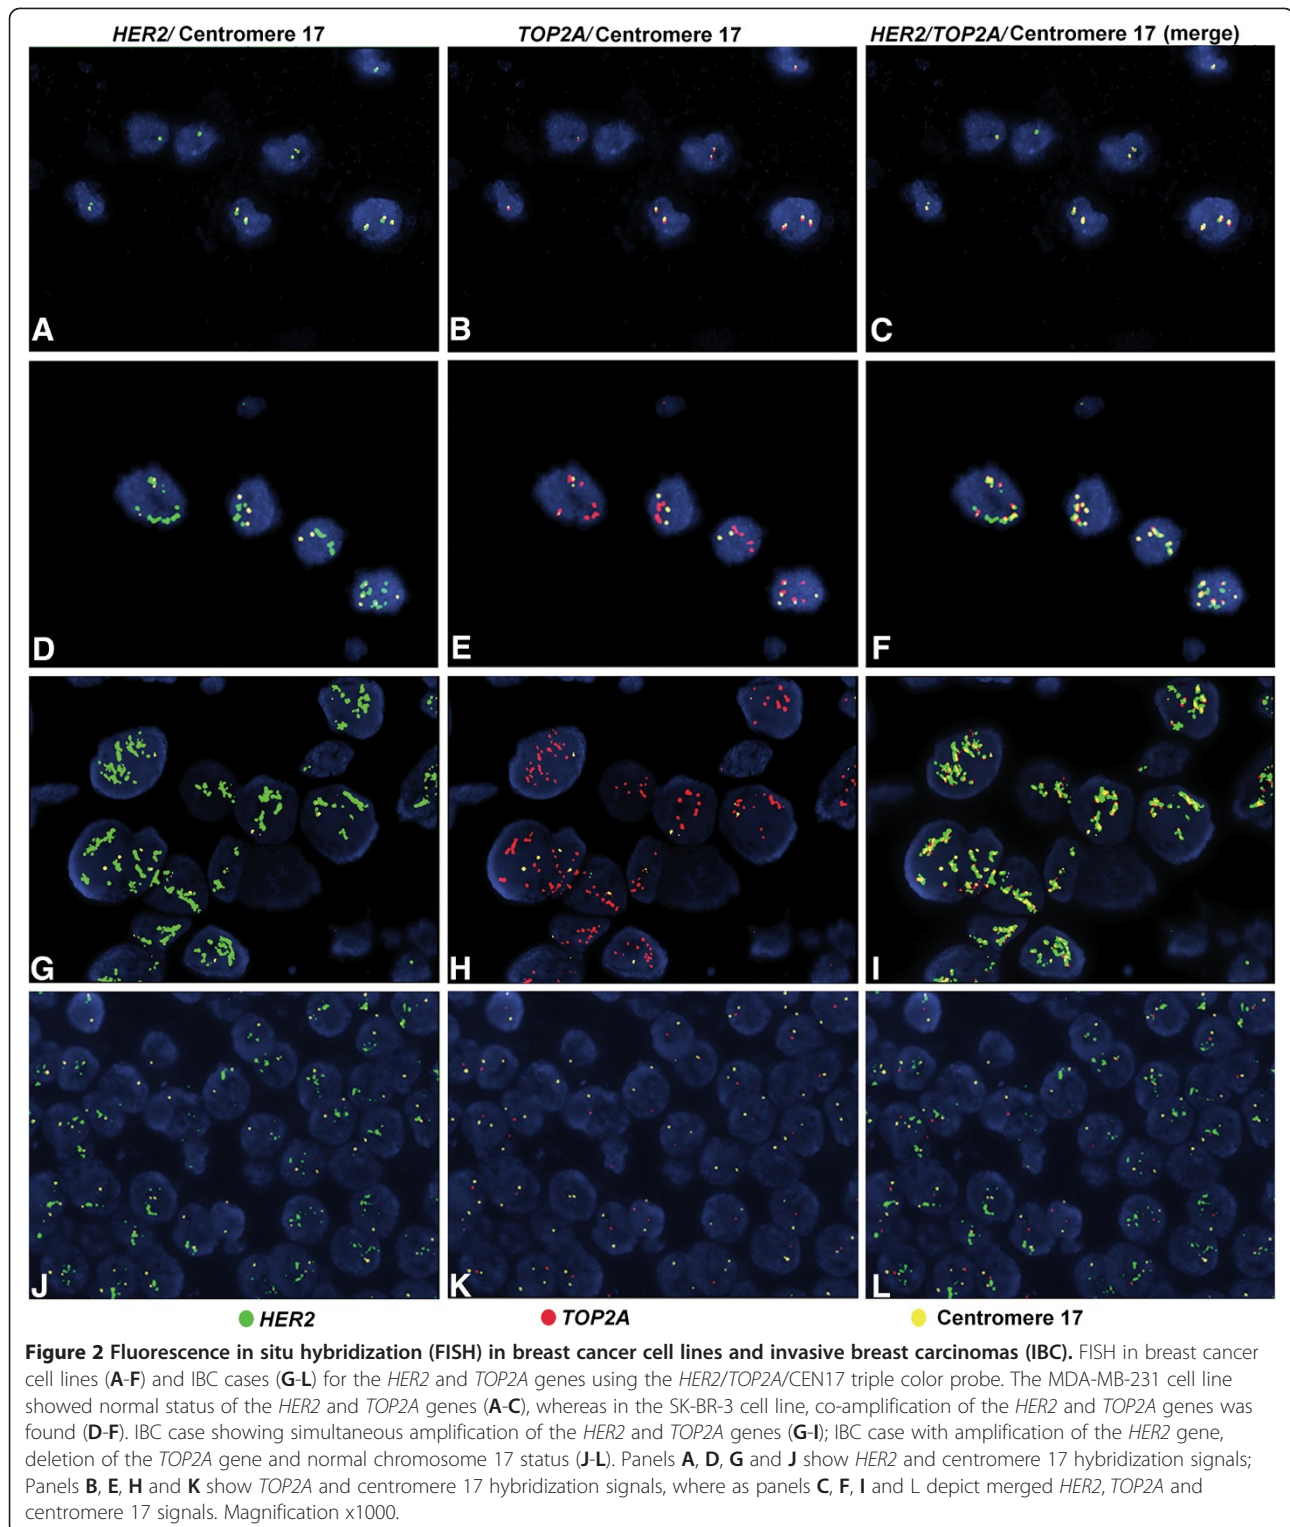 HER2/ Centromere 17
TOP2A/Centromere 17
HER2/TOP2A/Centromere 17 (merge)
A
B
C
D
E
F
G
H
I
J
K
L
HER2
TOP2A
Centromere 17
Figure 2 Fluorescence in situ hybridization (FISH) in breast cancer cell lines and invasive breast carcinomas (IBC). FISH in breast cancer
cell lines (A-F) and IBC cases (G-L) for the HER2 and TOP2A genes using the HER2/TOP2A/CEN17 triple color probe. The MDA-MB-231 cell line
showed normal status of the HER2 and TOP2A genes (A-C), whereas in the SK-BR-3 cell line, co-amplification of the HER2 and TOP2A genes was
found (D-F). IBC case showing simultaneous amplification of the HER2 and TOP2A genes (G-I); IBC case with amplification of the HER2 gene,
deletion of the TOP2A gene and normal chromosome 17 status (J-L). Panels A, D, G and J show HER2 and centromere 17 hybridization signals;
Panels B, E, H and K show TOP2A and centromere 17 hybridization signals, where as panels C, F, I and L depict merged HER2, TOP2A and
centromere 17 signals. Magnification x1000.